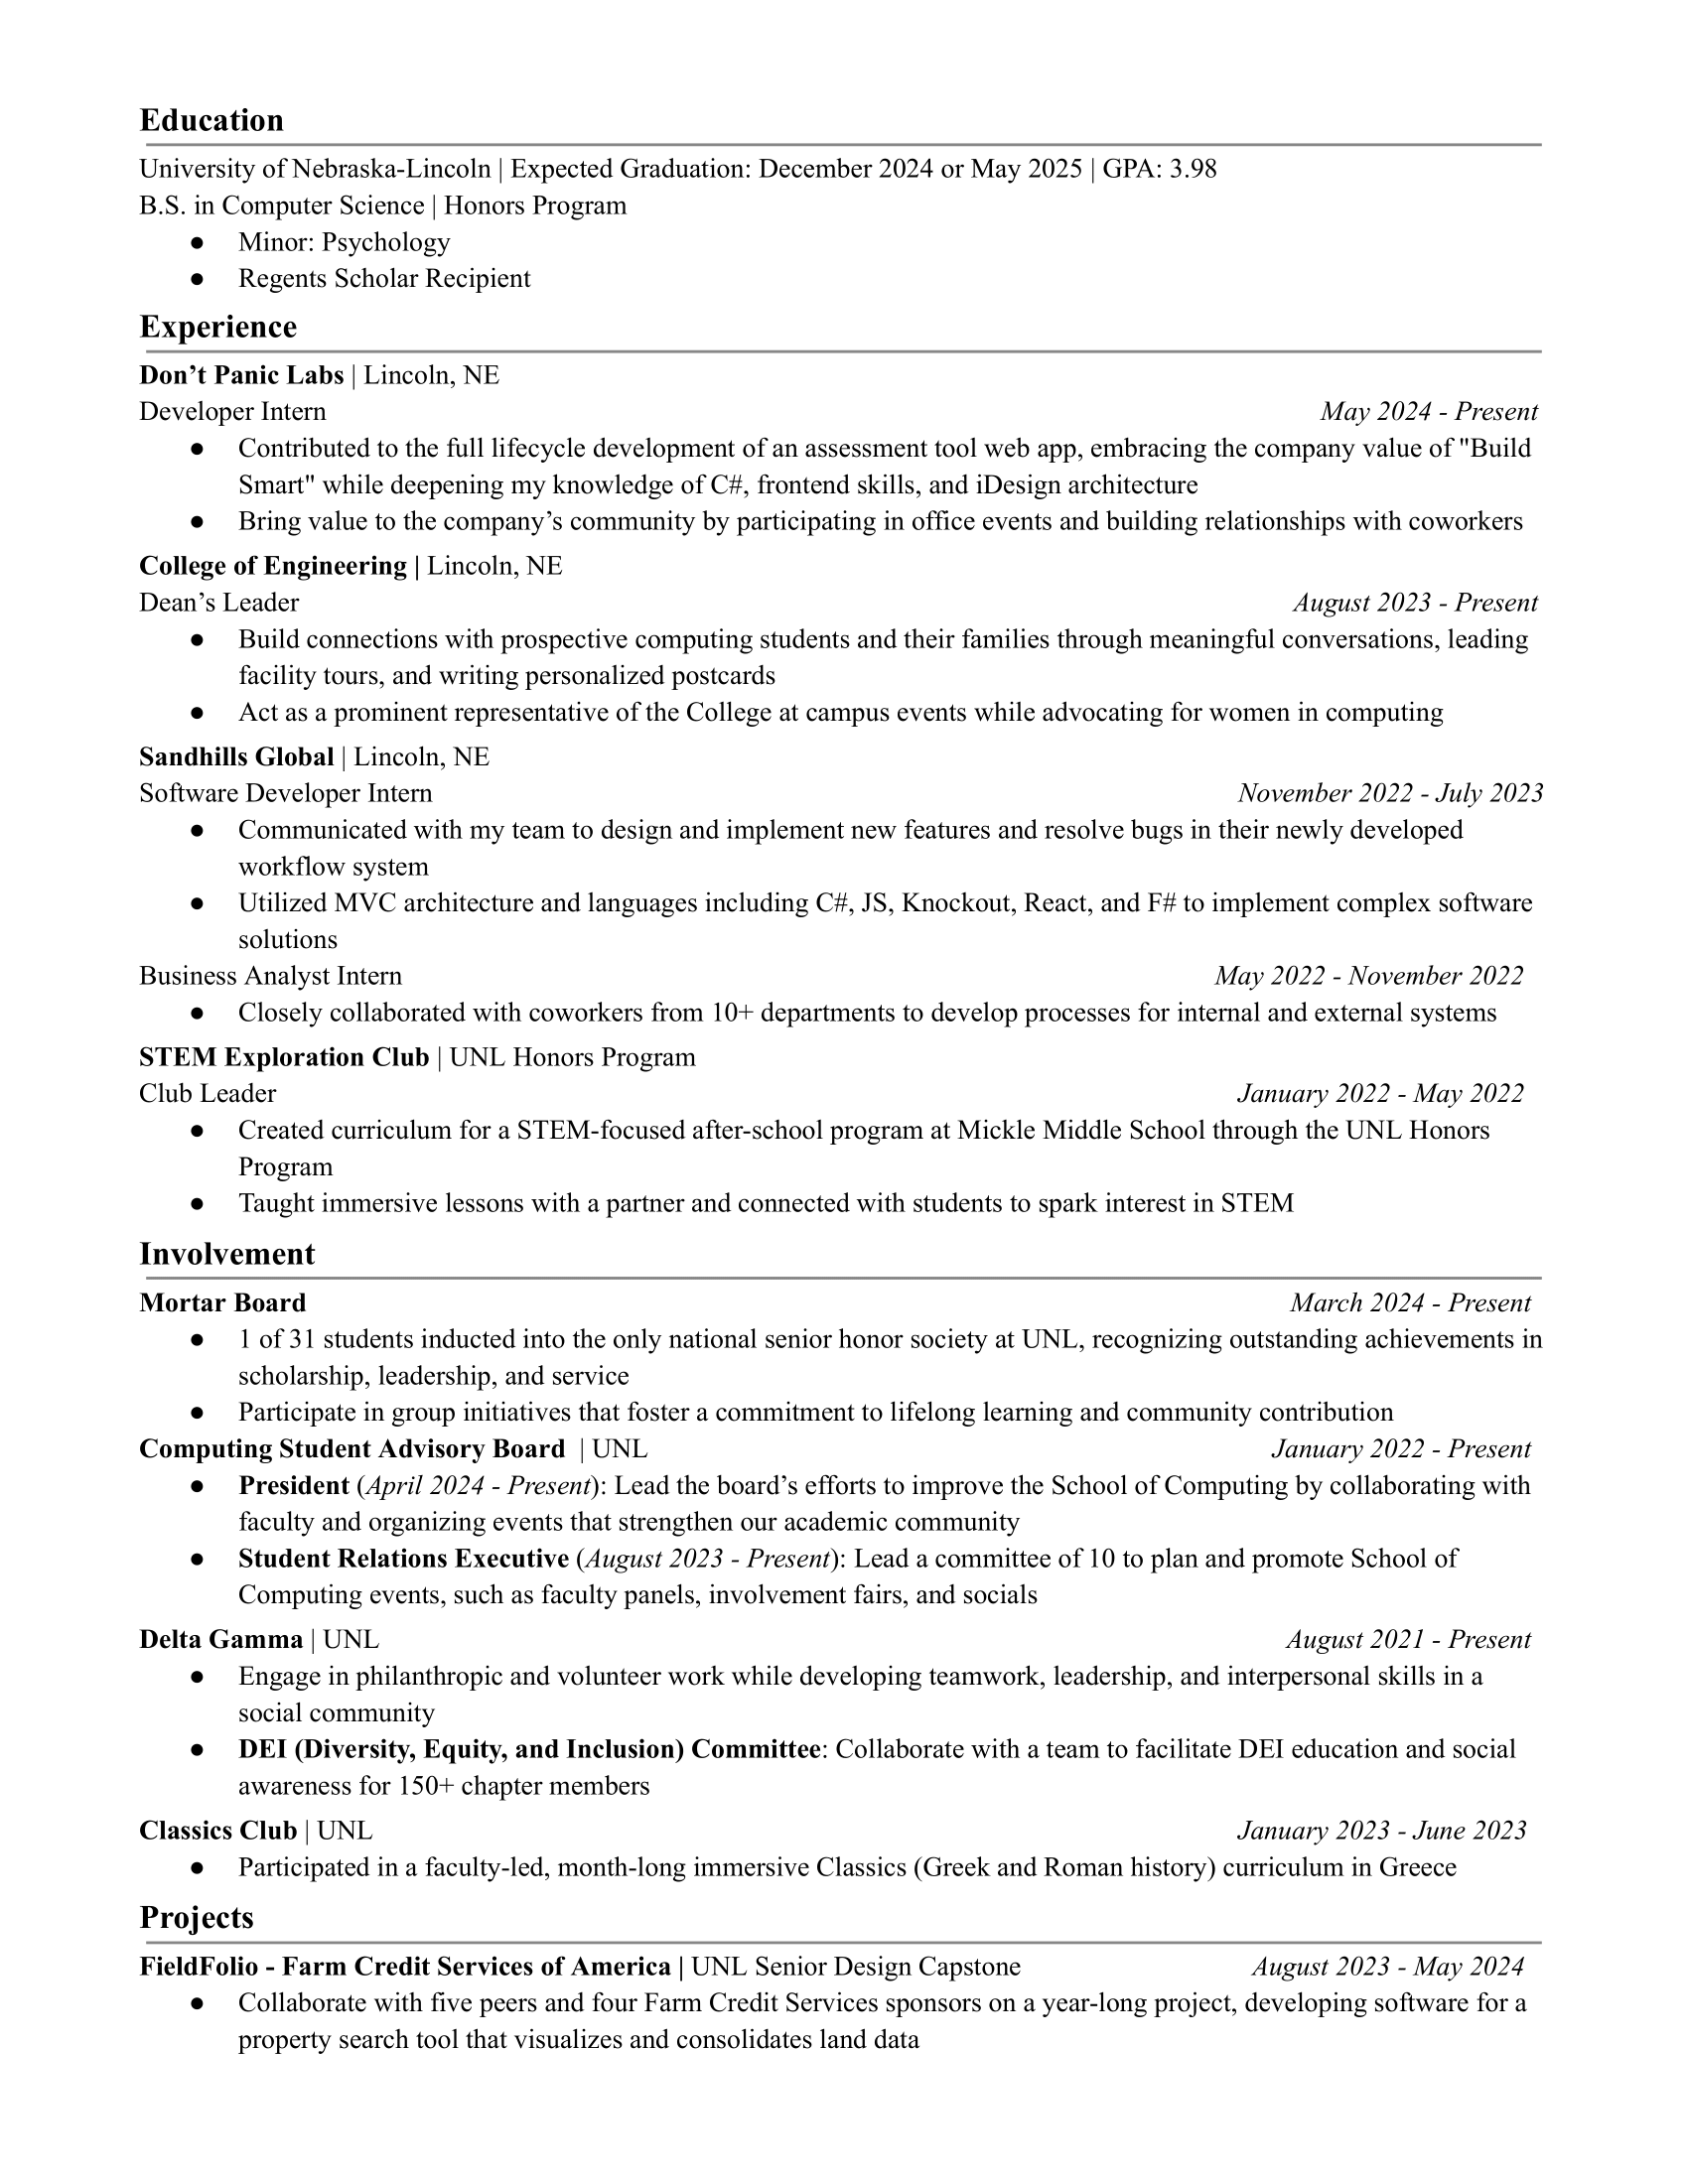 Education
University of Nebraska-Lincoln | Expected Graduation: December 2024 or May 2025 | GPA: 3.98
B.S. in Computer Science | Honors Program
● Minor: Psychology
● Regents Scholar Recipient
Experience
Don’t Panic Labs | Lincoln, NE
Developer Intern May 2024 - Present
● Contributed to the full lifecycle development of an assessment tool web app, embracing the company value of "Build
Smart" while deepening my knowledge of C#, frontend skills, and iDesign architecture
● Bring value to the company’s community by participating in office events and building relationships with coworkers
College of Engineering | Lincoln, NE
Dean’s Leader August 2023 - Present
● Build connections with prospective computing students and their families through meaningful conversations, leading
facility tours, and writing personalized postcards
● Act as a prominent representative of the College at campus events while advocating for women in computing
Sandhills Global | Lincoln, NE
Software Developer Intern November 2022 - July 2023
● Communicated with my team to design and implement new features and resolve bugs in their newly developed
workflow system
● Utilized MVC architecture and languages including C#, JS, Knockout, React, and F# to implement complex software
solutions
Business Analyst Intern May 2022 - November 2022
● Closely collaborated with coworkers from 10+ departments to develop processes for internal and external systems
STEM Exploration Club | UNL Honors Program
Club Leader January 2022 - May 2022
● Created curriculum for a STEM-focused after-school program at Mickle Middle School through the UNL Honors
Program
● Taught immersive lessons with a partner and connected with students to spark interest in STEM
Involvement
Mortar Board March 2024 - Present
● 1 of 31 students inducted into the only national senior honor society at UNL, recognizing outstanding achievements in
scholarship, leadership, and service
● Participate in group initiatives that foster a commitment to lifelong learning and community contribution
Computing Student Advisory Board | UNL January 2022 - Present
● President (April 2024 - Present): Lead the board’s efforts to improve the School of Computing by collaborating with
faculty and organizing events that strengthen our academic community
● Student Relations Executive (August 2023 - Present): Lead a committee of 10 to plan and promote School of
Computing events, such as faculty panels, involvement fairs, and socials
Delta Gamma | UNL August 2021 - Present
● Engage in philanthropic and volunteer work while developing teamwork, leadership, and interpersonal skills in a
social community
● DEI (Diversity, Equity, and Inclusion) Committee: Collaborate with a team to facilitate DEI education and social
awareness for 150+ chapter members
Classics Club | UNL January 2023 - June 2023
● Participated in a faculty-led, month-long immersive Classics (Greek and Roman history) curriculum in Greece
Projects
FieldFolio - Farm Credit Services of America | UNL Senior Design Capstone August 2023 - May 2024
● Collaborate with five peers and four Farm Credit Services sponsors on a year-long project, developing software for a
property search tool that visualizes and consolidates land data